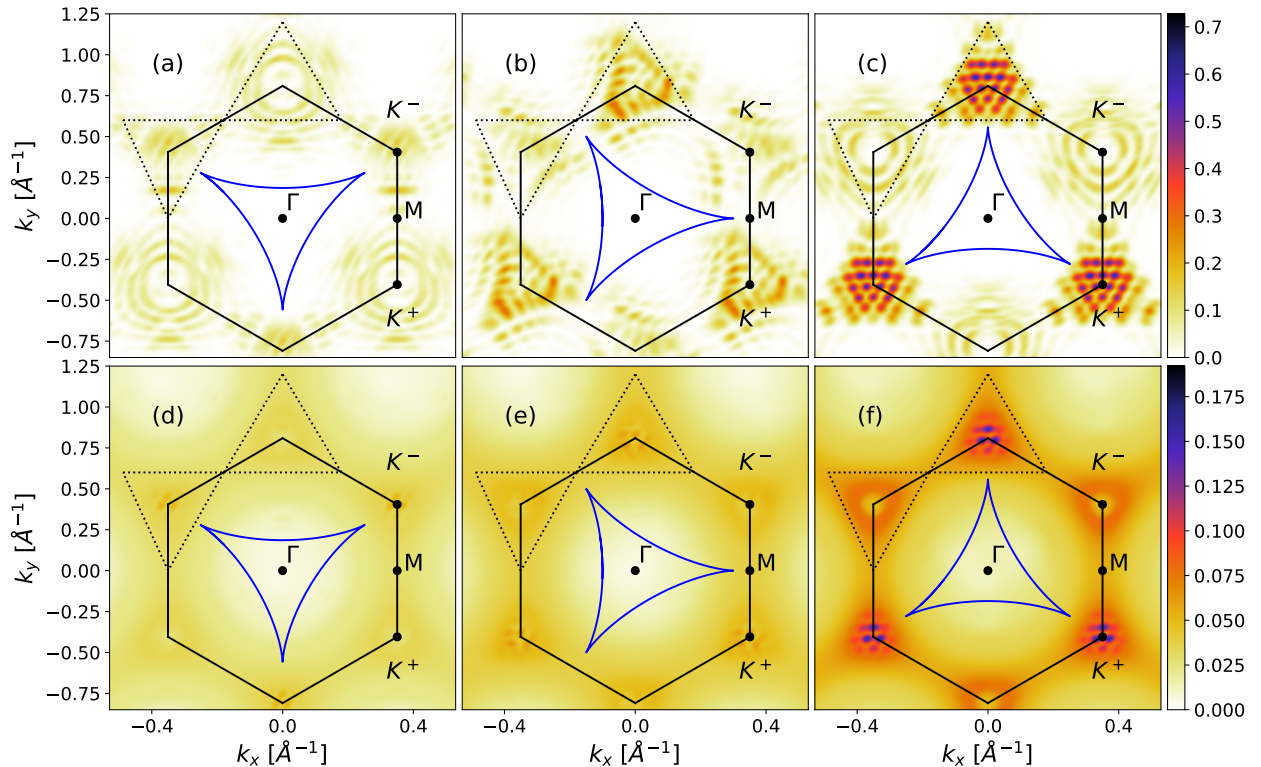 (a)
(b)
(c)
K−
Γ
M
K+
K−
Γ
M
K+
K−
Γ
M
K+
1.25
1.00
0.75
0.50
0.25
0.00
−0.25
−0.50
−0.75
ky [Å−1]
0.7
0.6
0.5
0.4
0.3
0.2
0.1
0.0
(d)
(e)
(f)
K−
Γ
M
K+
K−
Γ
M
K+
K−
Γ
M
K+
1.25
1.00
0.75
0.50
0.25
0.00
−0.25
−0.50
−0.75
ky [Å−1]
0.175
0.150
0.125
0.100
0.075
0.050
0.025
0.000
−0.4 0.0 0.4
−0.4 0.0 0.4
−0.4 0.0 0.4
kx [Å−1]
kx [Å−1]
kx [Å−1]